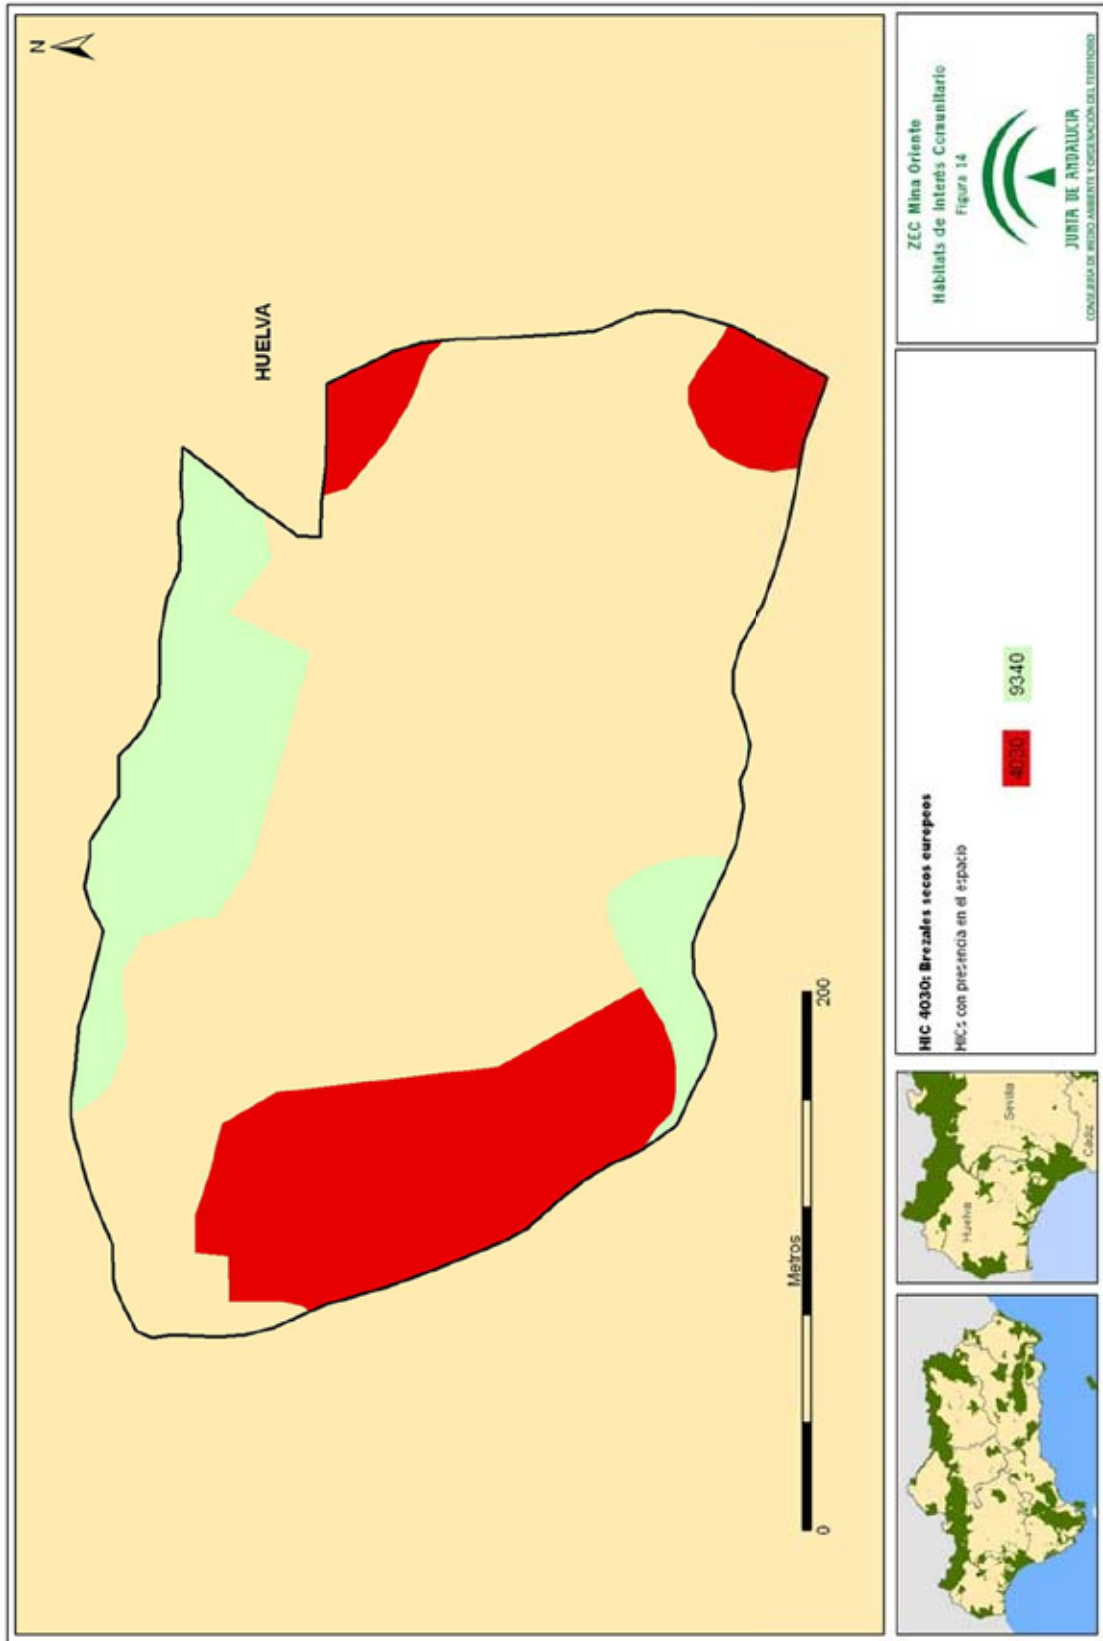 N
HUELVA
Metros
0
200
Huelva
Sevilla
Cádiz
HIC 4030: Brezales secos europeos
HICs con presencia en el espacio
4030
9340
ZEC Mina Oriente
Hábitats de Interés Comunitario
Figura 14
JUNTA DE ANDALUCIA
CONSEJERÍA DE MEDIO AMBIENTE Y ORDENACIÓN DEL TERRITORIO